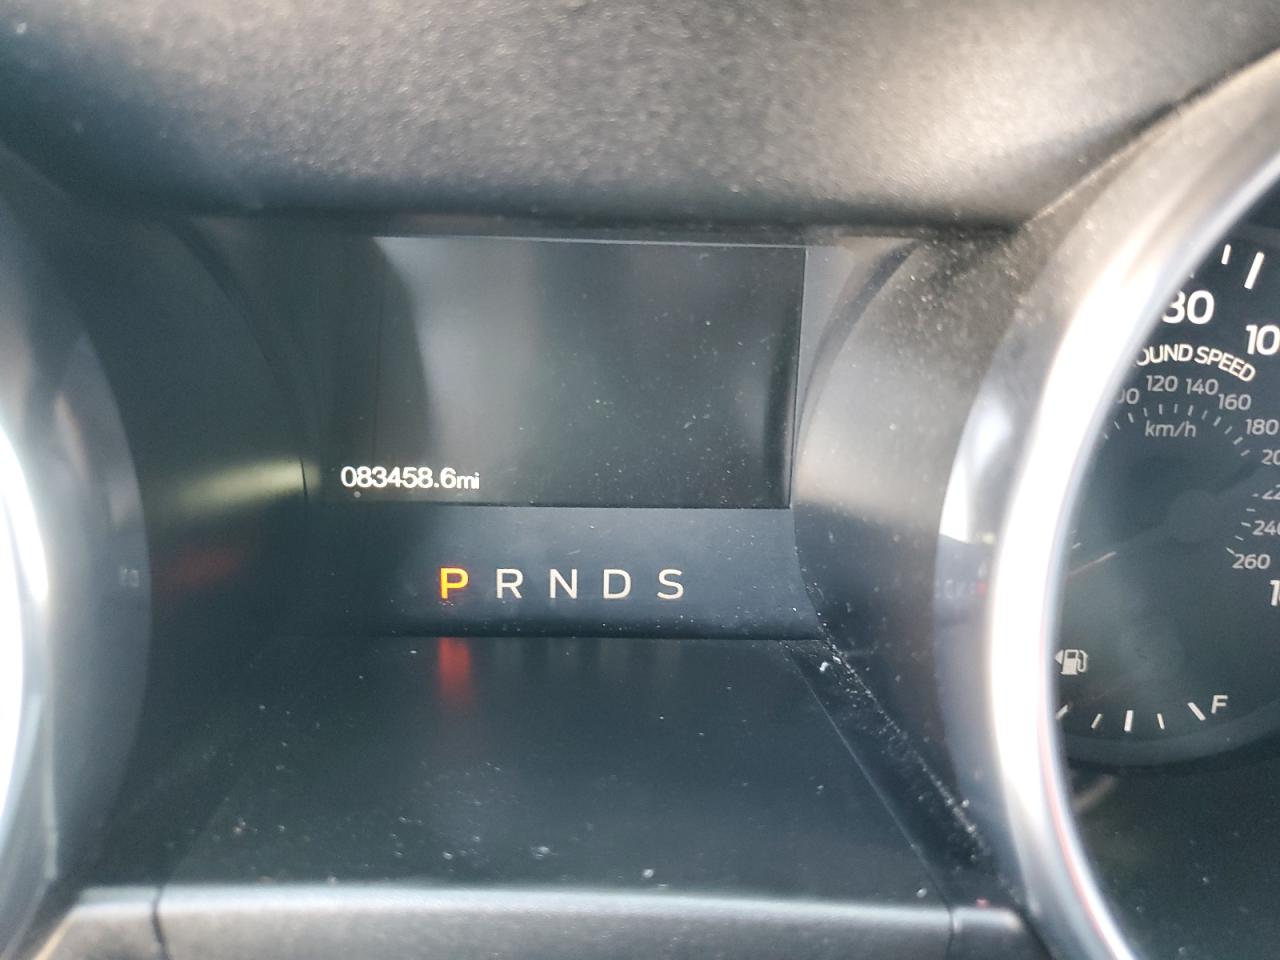 083458.6mi
P R N D S
OUND SPEED
120 140
160
km/h
180
260
F